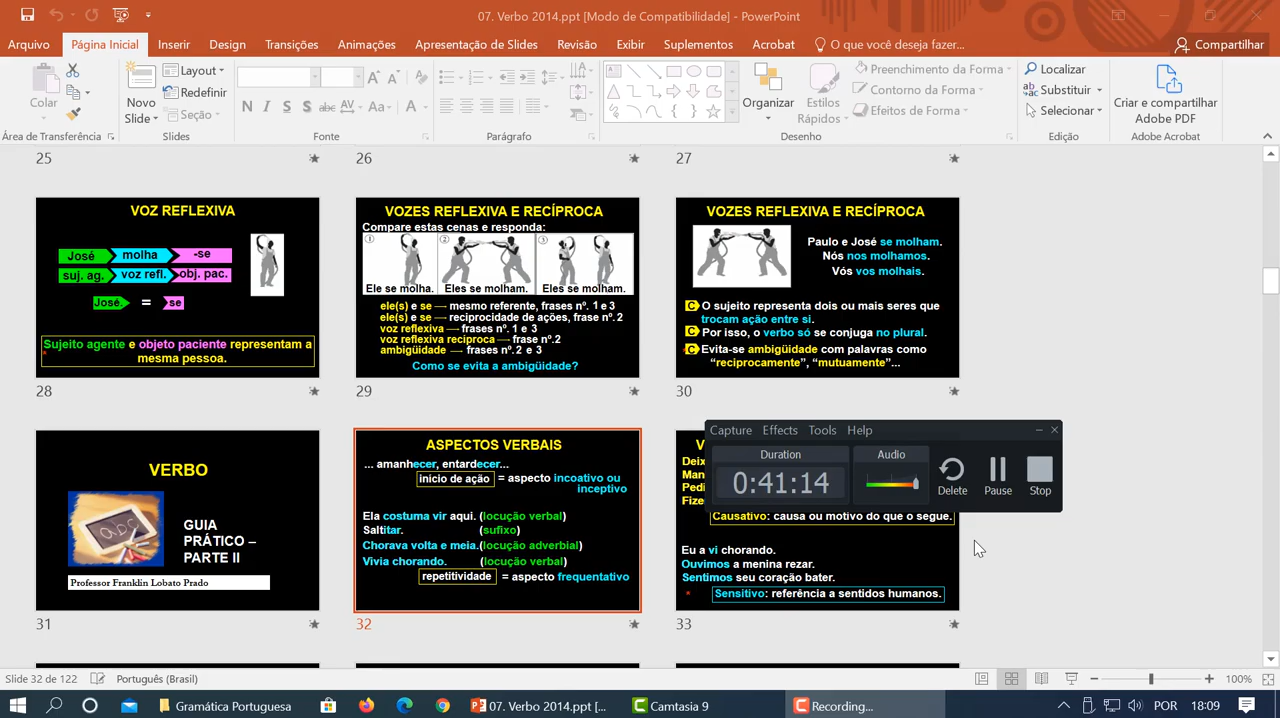 07. Verbo 2014.ppt [Modo de Compatibilidade] - PowerPoint
Arquivo Página Inicial Inserir Design Transições Animações Apresentação de Slides Revisão Exibir Suplementos Acrobat O que você deseja fazer... Compartilhar
Colar
Novo Slide
Layout
Redefinir
Seção
N I S S abc AV Aa A
Organizar
Estilos Rápidos
Preenchimento da Forma
Contorno da Forma
Efeitos de Forma
Localizar
Substituir
Selecionar
Criar e compartilhar Adobe PDF
Área de Transferência Slides Fonte Parágrafo Desenho Edição Adobe Acrobat
25 26 27
VOZ REFLEXIVA
José molha -se
suj. ag. voz refl. obj. pac.
José = se
Sujeito agente e objeto paciente representam a
* mesma pessoa.
28
VOZES REFLEXIVA E RECÍPROCA
Compare estas cenas e responda:
1 2 3
Ele se molha. Eles se molham. Eles se molham.
ele(s) e se — mesmo referente, frases nº. 1 e 3
ele(s) e se — reciprocidade de ações, frase nº. 2
voz reflexiva — frases nº. 1 e 3
voz reflexiva recíproca — frase nº.2
ambigüidade — frases nº. 2 e 3
Como se evita a ambigüidade?
29
VOZES REFLEXIVA E RECÍPROCA
Paulo e José se molham.
Nós nos molhamos.
Vós vos molhais.
C O sujeito representa dois ou mais seres que
trocam ação entre si.
C Por isso, o verbo só se conjuga no plural.
C Evita-se ambigüidade com palavras como
“reciprocamente”, “mutuamente”...
30
VERBO
GUIA
PRÁTICO –
PARTE II
Professor Franklin Lobato Prado
31
ASPECTOS VERBAIS
... amanhecer, entardecer...
início de ação = aspecto incoativo ou
inceptivo
Ela costuma vir aqui. (locução verbal)
Saltitar. (sufixo)
Chorava volta e meia.(locução adverbial)
Vivia chorando. (locução verbal)
repetitividade = aspecto frequentativo
32
Capture Effects Tools Help
Duration Audio
0:41:14
Delete Pause Stop
Deix
Man
Pedi
Fize
Causativo: causa ou motivo do que o segue.
Eu a vi chorando.
Ouvimos a menina rezar.
Sentimos seu coração bater.
* Sensitivo: referência a sentidos humanos.
33
Slide 32 de 122 Português (Brasil) 100%
Gramática Portuguesa 07. Verbo 2014.ppt [... Camtasia 9 Recording... POR 18:09